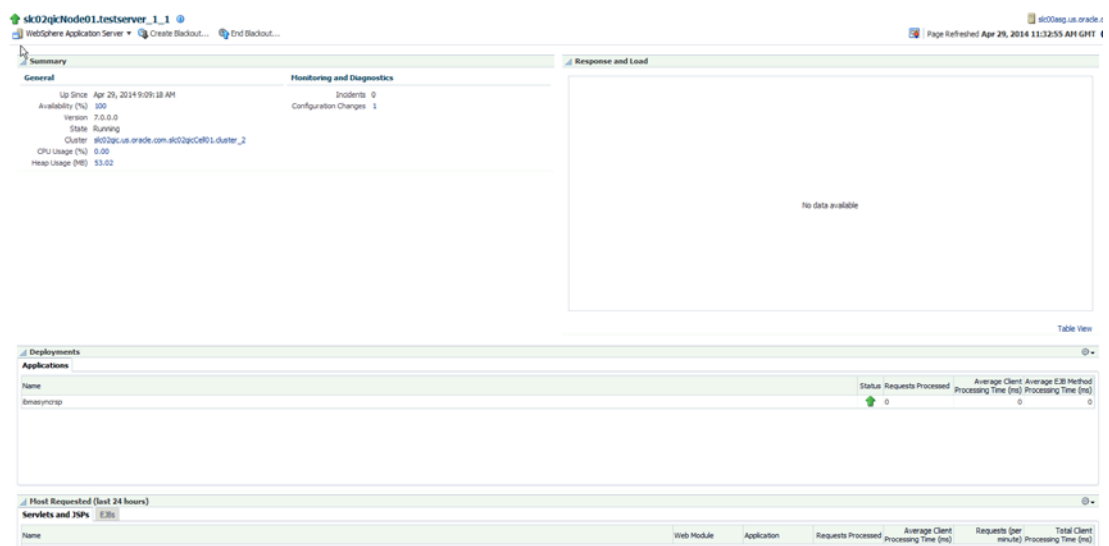 slc02qicNode01.testserver_1_1
slc00asg.us.oracle.c
WebSphere Application Server Create Blackout... End Blackout...
Page Refreshed Apr 29, 2014 11:32:55 AM GMT
Summary
General
Up Since Apr 29, 2014 9:09:18 AM
Availability (%) 100
Version 7.0.0.0
State Running
Cluster slc02qic.us.oracle.com.slc02qicCell01.cluster_2
CPU Usage (%) 0.00
Heap Usage (MB) 53.02
Monitoring and Diagnostics
Incidents 0
Configuration Changes 1
Response and Load
No data available
Table View
Deployments
Applications
Name Status Requests Processed Average Client Processing Time (ms) Average EJB Method Processing Time (ms)
ibmasyncrsp 0 0 0
Most Requested (last 24 hours)
Servlets and JSPs EJBs
Name Web Module Application Requests Processed Average Client Processing Time (ms) Requests (per minute) Total Client Processing Time (ms)